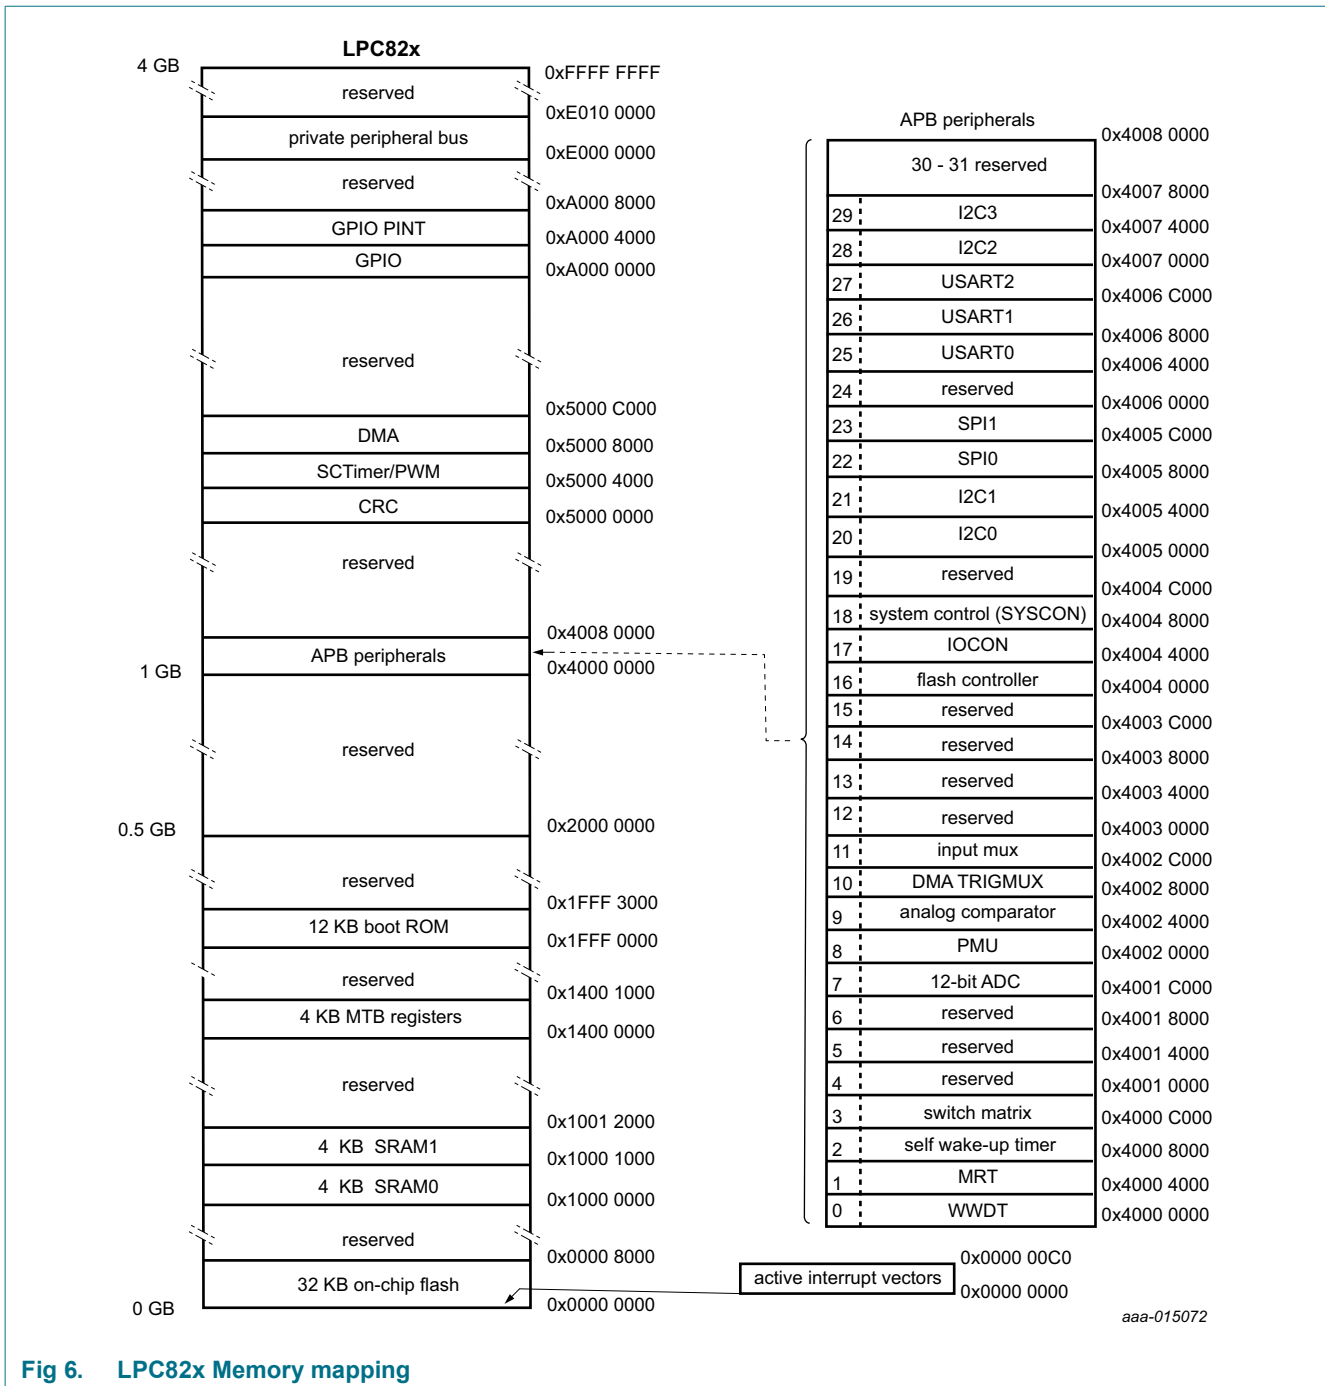 LPC82x
4 GB
0xFFFF FFFF
reserved
0xE010 0000
private peripheral bus
0xE000 0000
reserved
0xA000 8000
GPIO PINT
0xA000 4000
GPIO
0xA000 0000
reserved
0x5000 C000
DMA
0x5000 8000
SCTimer/PWM
0x5000 4000
CRC
0x5000 0000
reserved
0x4008 0000
APB peripherals
1 GB
0x4000 0000
reserved
0.5 GB
0x2000 0000
reserved
0x1FFF 3000
12 KB boot ROM
0x1FFF 0000
reserved
0x1400 1000
4 KB MTB registers
0x1400 0000
reserved
0x1001 2000
4 KB SRAM1
0x1000 1000
4 KB SRAM0
0x1000 0000
reserved
0x0000 8000
32 KB on-chip flash
0 GB
0x0000 0000
APB peripherals
0x4008 0000
30 - 31 reserved
0x4007 8000
29 I2C3
0x4007 4000
28 I2C2
0x4007 0000
27 USART2
0x4006 C000
26 USART1
0x4006 8000
25 USART0
0x4006 4000
24 reserved
0x4006 0000
23 SPI1
0x4005 C000
22 SPI0
0x4005 8000
21 I2C1
0x4005 4000
20 I2C0
0x4005 0000
19 reserved
0x4004 C000
18 system control (SYSCON)
0x4004 8000
17 IOCON
0x4004 4000
16 flash controller
0x4004 0000
15 reserved
0x4003 C000
14 reserved
0x4003 8000
13 reserved
0x4003 4000
12 reserved
0x4003 0000
11 input mux
0x4002 C000
10 DMA TRIGMUX
0x4002 8000
9 analog comparator
0x4002 4000
8 PMU
0x4002 0000
7 12-bit ADC
0x4001 C000
6 reserved
0x4001 8000
5 reserved
0x4001 4000
4 reserved
0x4001 0000
3 switch matrix
0x4000 C000
2 self wake-up timer
0x4000 8000
1 MRT
0x4000 4000
0 WWDT
0x4000 0000
0x0000 00C0
active interrupt vectors
0x0000 0000
aaa-015072
Fig 6. LPC82x Memory mapping